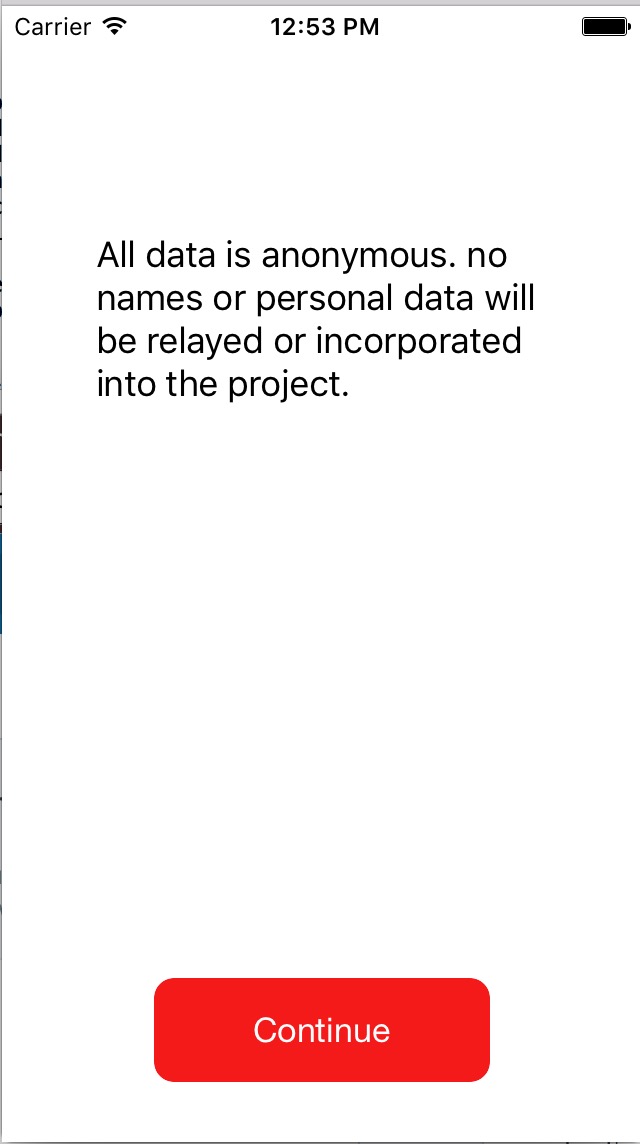 Carrier 12:53 PM
All data is anonymous. no
names or personal data will
be relayed or incorporated
into the project.
Continue